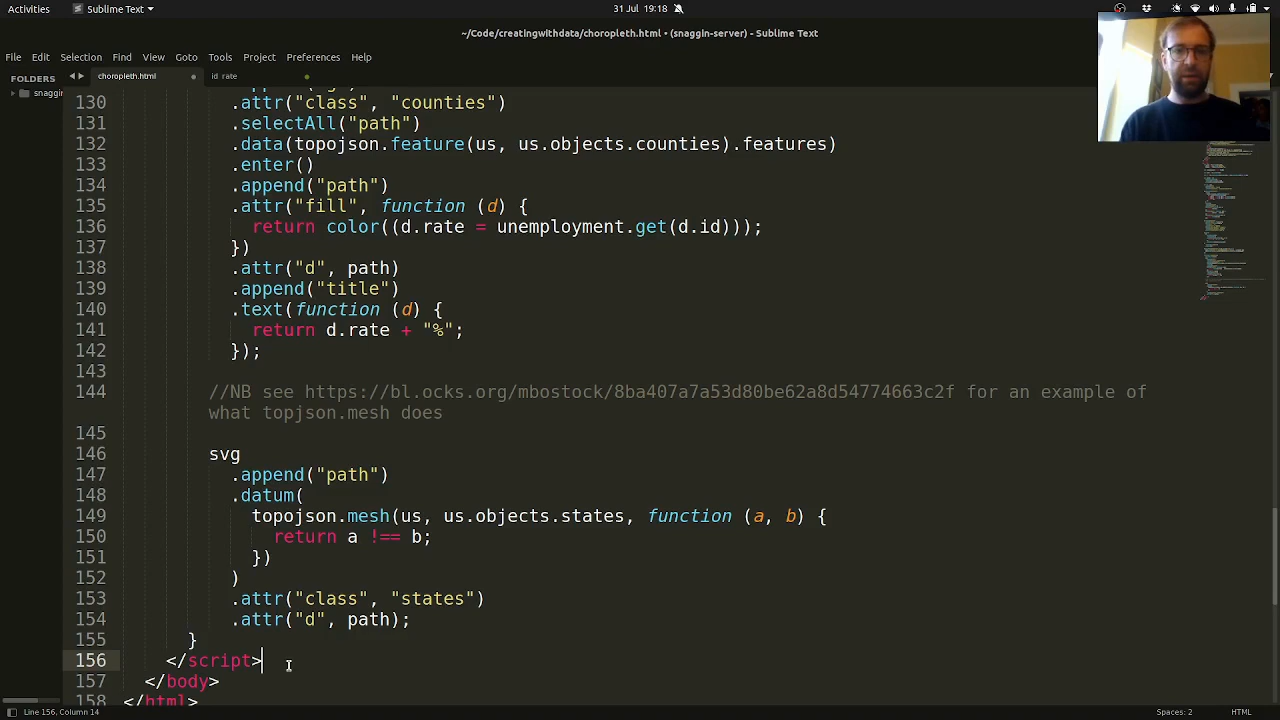 Activities
Sublime Text
31 Jul 19:18
~/Code/creatingwithdata/choropleth.html • (snaggin-server) - Sublime Text
File Edit Selection Find View Goto Tools Project Preferences Help
FOLDERS
snaggin
choropleth.html
id rate
130 .attr("class", "counties")
131 .selectAll("path")
132 .data(topojson.feature(us, us.objects.counties).features)
133 .enter()
134 .append("path")
135 .attr("fill", function (d) {
136 return color((d.rate = unemployment.get(d.id)));
137 })
138 .attr("d", path)
139 .append("title")
140 .text(function (d) {
141 return d.rate + "%";
142 });
143
144 //NB see https://bl.ocks.org/mbostock/8ba407a7a53d80be62a8d54774663c2f for an example of
what topjson.mesh does
145
146 svg
147 .append("path")
148 .datum(
149 topojson.mesh(us, us.objects.states, function (a, b) {
150 return a !== b;
151 })
152 )
153 .attr("class", "states")
154 .attr("d", path);
155 }
156 </script>
157 </body>
158 </html>
Line 156, Column 14
Spaces: 2
HTML